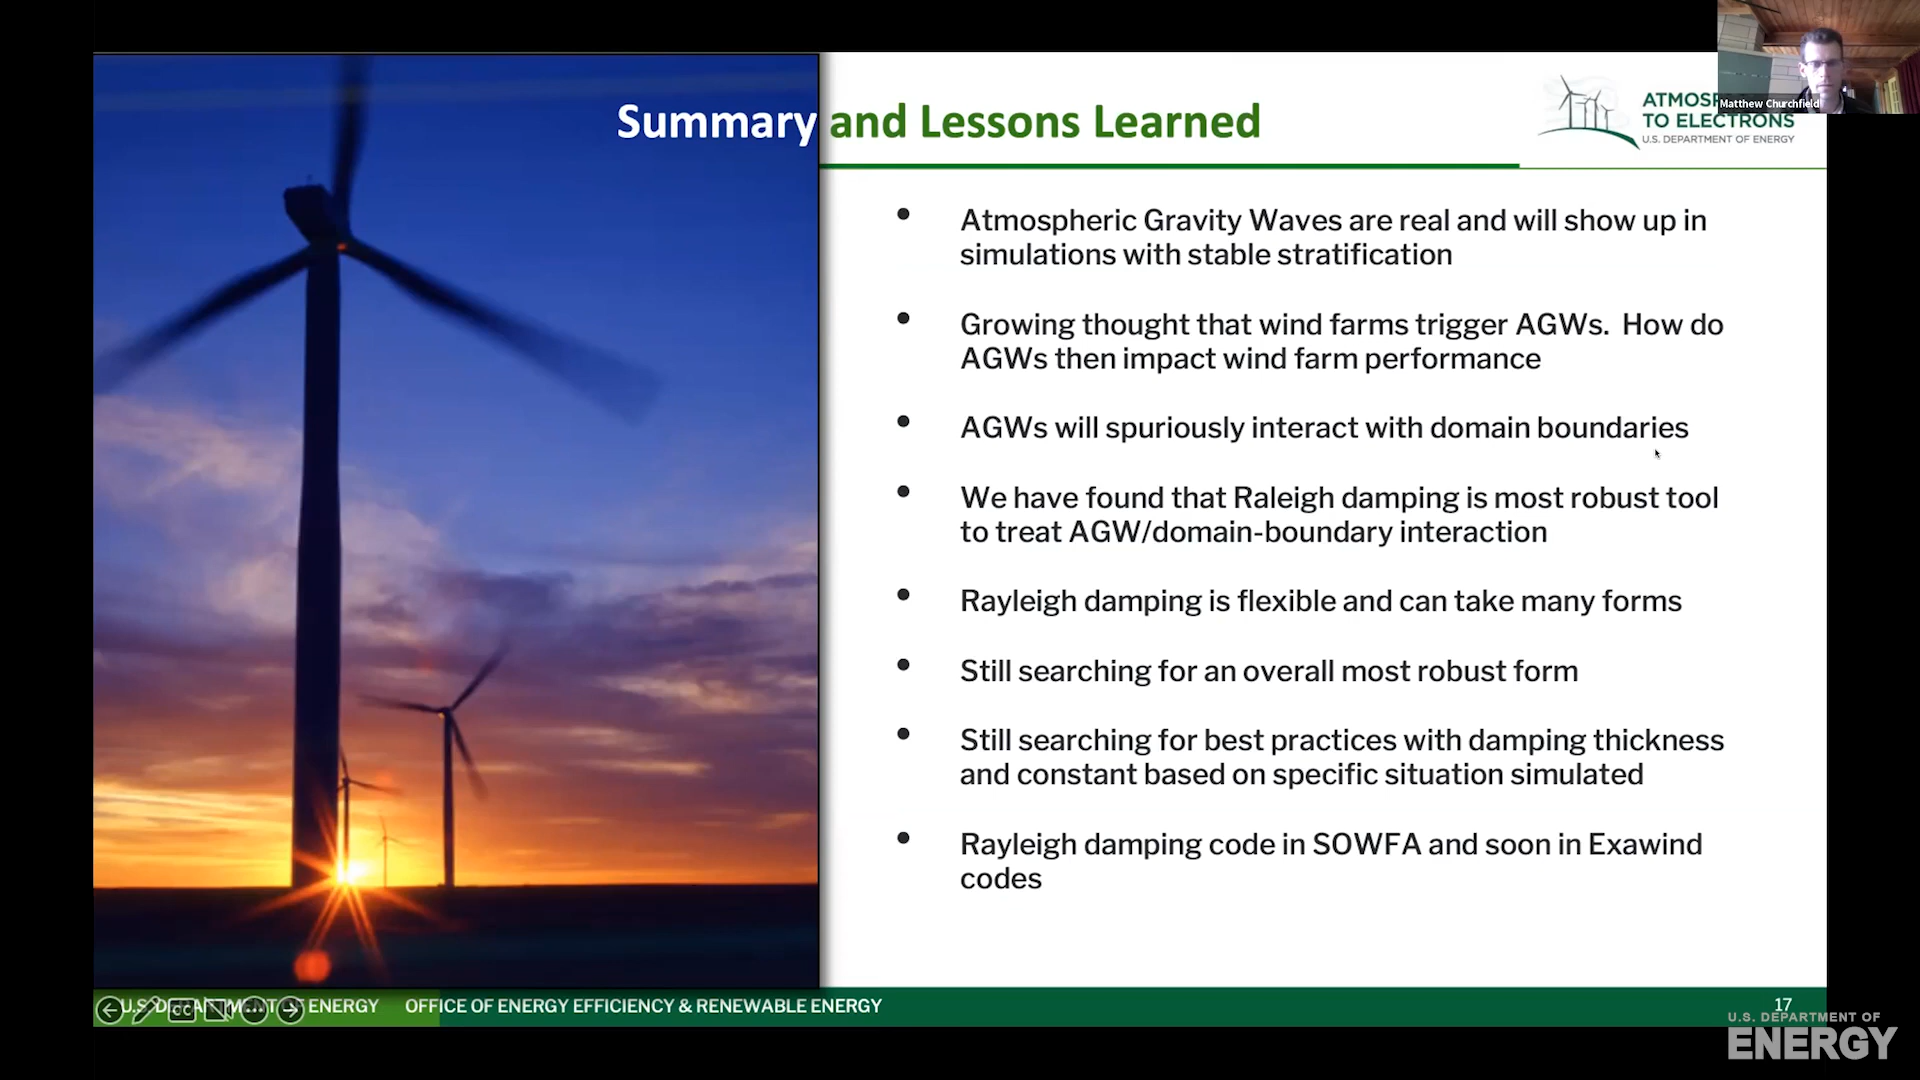 Matthew Churchfield
Summary and Lessons Learned
TO ELECTRONS
U.S. DEPARTMENT OF ENERGY
• Atmospheric Gravity Waves are real and will show up in
simulations with stable stratification
• Growing thought that wind farms trigger AGWs. How do
AGWs then impact wind farm performance
• AGWs will spuriously interact with domain boundaries
• We have found that Raleigh damping is most robust tool
to treat AGW/domain-boundary interaction
• Rayleigh damping is flexible and can take many forms
• Still searching for an overall most robust form
• Still searching for best practices with damping thickness
and constant based on specific situation simulated
• Rayleigh damping code in SOWFA and soon in Exawind
codes
U.S. DEPARTMENT OF ENERGY OFFICE OF ENERGY EFFICIENCY & RENEWABLE ENERGY
17
U.S. DEPARTMENT OF
ENERGY